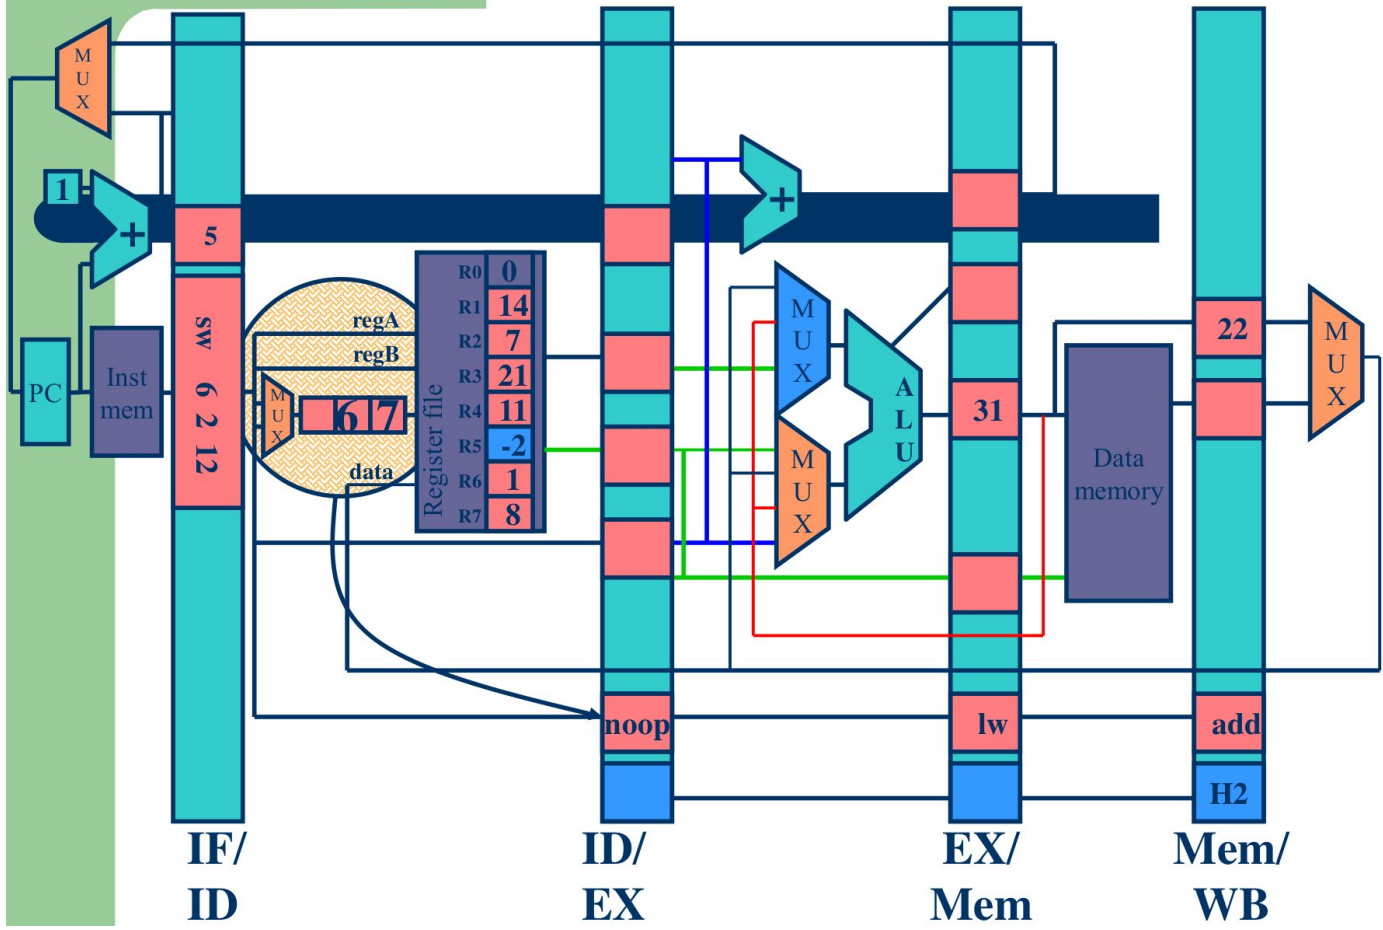 M
U
X
1
+
5
+
R0 0
R1 14
R2 7
R3 21
R4 11
R5 -2
R6 1
R7 8
regA
regB
M
U
X
6 7
data
Register file
sw 6 2 12
PC
Inst
mem
M
U
X
M
U
X
A
L
U
31
Data
memory
22
M
U
X
noop
lw
add
H2
IF/
ID
ID/
EX
EX/
Mem
Mem/
WB